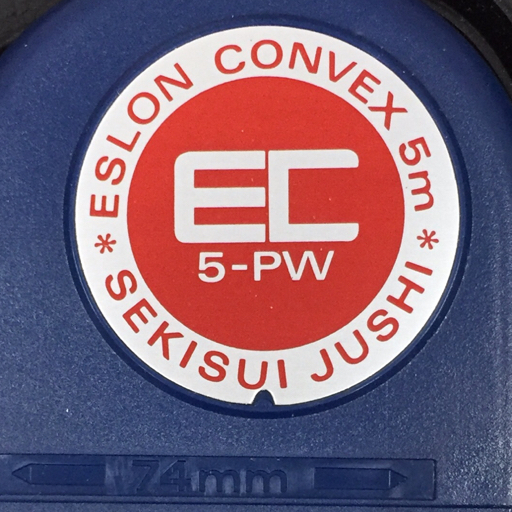 ESLON CONVEX 5m
EC
5-PW
* SEKISUI JUSHI *
74mm